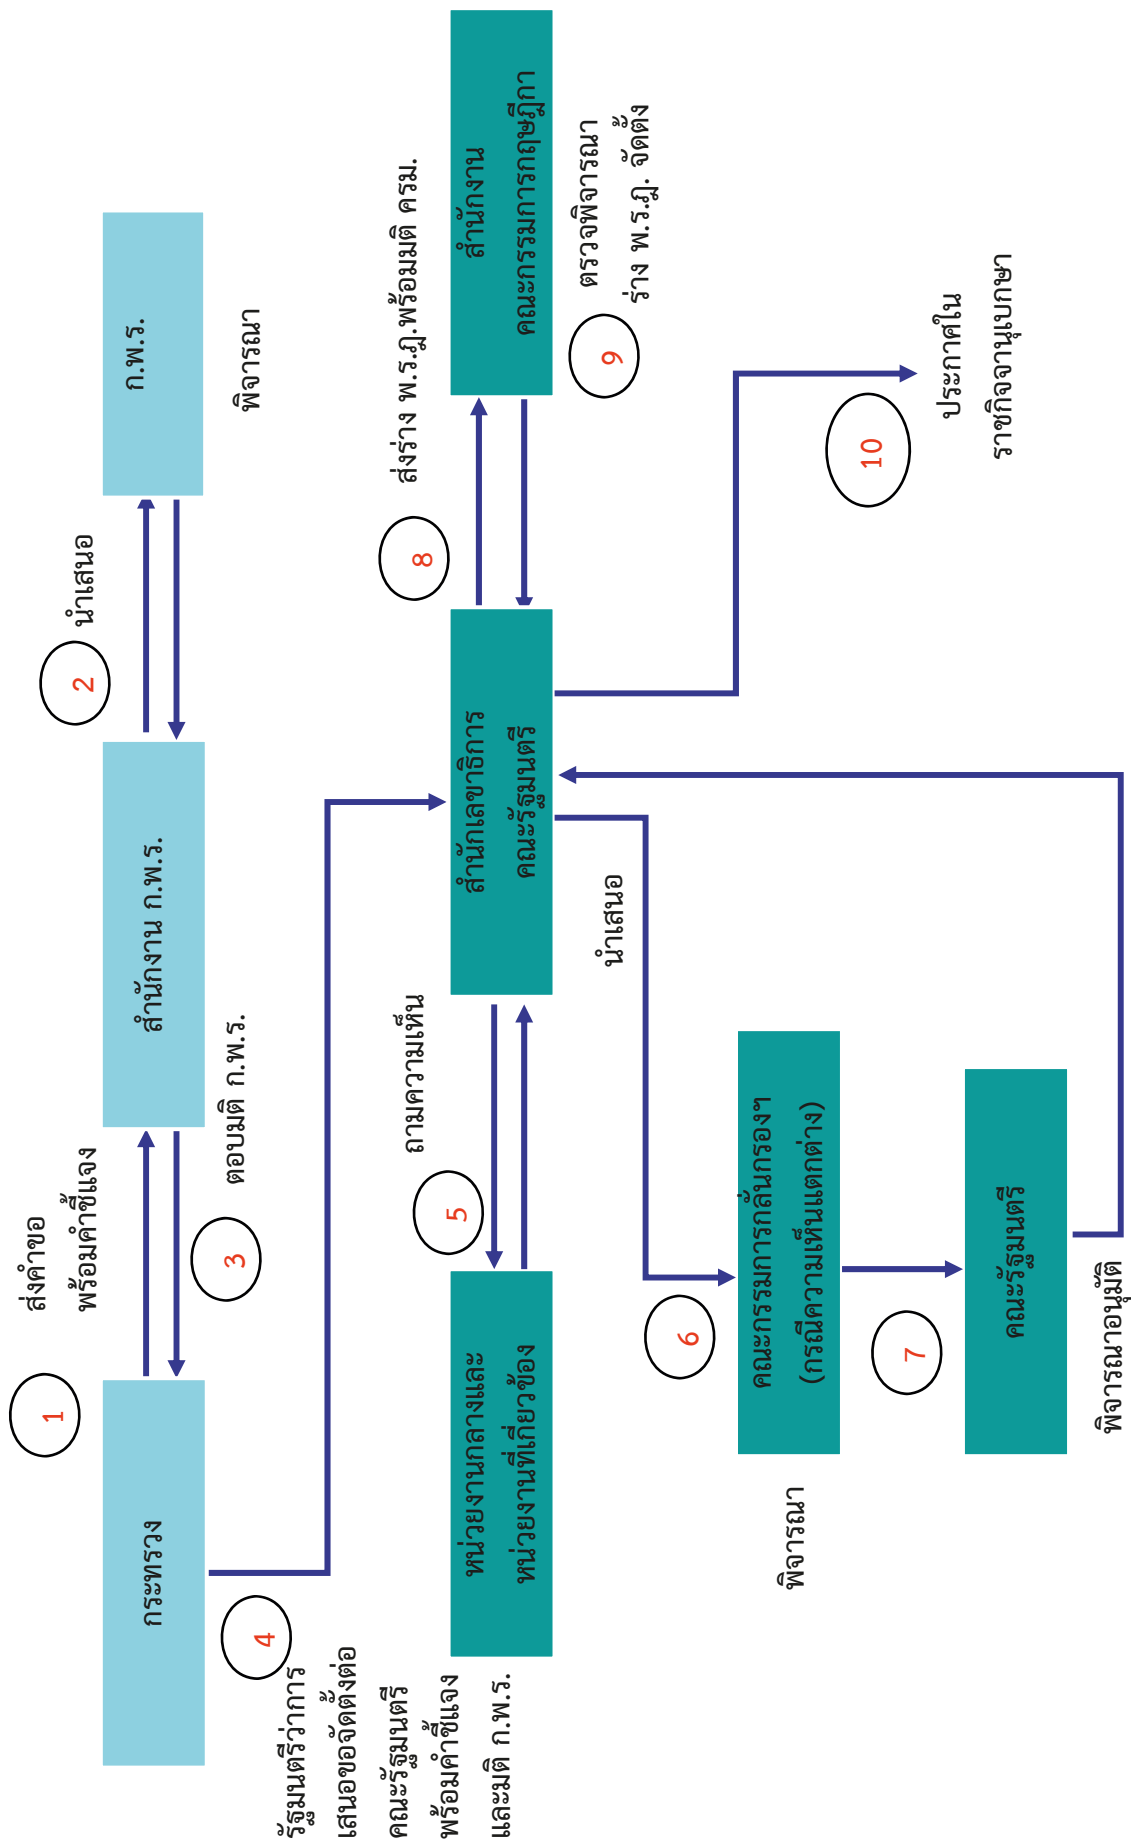 1
ส่งคำขอ
พร้อมคำชี้แจง
2
นำเสนอ
กระทรวง
สำนักงาน ก.พ.ร.
ก.พ.ร.
3
ตอบมติ ก.พ.ร.
พิจารณา
4
รัฐมนตรีว่าการ
เสนอขอจัดตั้งต่อ
คณะรัฐมนตรี
พร้อมคำชี้แจง
และมติ ก.พ.ร.
5
ถามความเห็น
8
ส่งร่าง พ.ร.ฎ.พร้อมมติ ครม.
หน่วยงานกลางและ
หน่วยงานที่เกี่ยวข้อง
สำนักเลขาธิการ
คณะรัฐมนตรี
สำนักงาน
คณะกรรมการกฤษฎีกา
นำเสนอ
9
ตรวจพิจารณา
ร่าง พ.ร.ฎ. จัดตั้ง
6
คณะกรรมการกลั่นกรองฯ
(กรณีความเห็นแตกต่าง)
พิจารณา
10
ประกาศใน
ราชกิจจานุเบกษา
7
คณะรัฐมนตรี
พิจารณาอนุมัติ